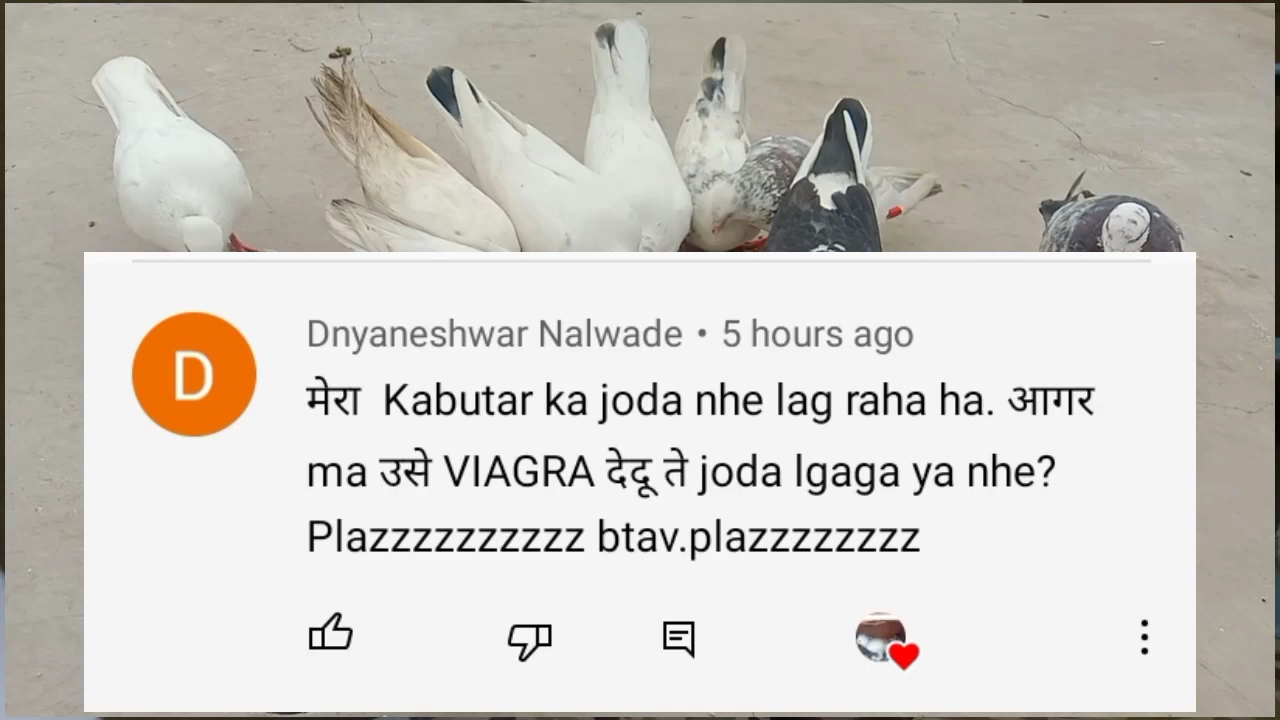 D
Dnyaneshwar Nalwade • 5 hours ago
मेरा Kabutar ka joda nhe lag raha ha. आगर
ma उसे VIAGRA देदू ते joda lgaga ya nhe?
Plazzzzzzzzzz btav.plazzzzzzzz